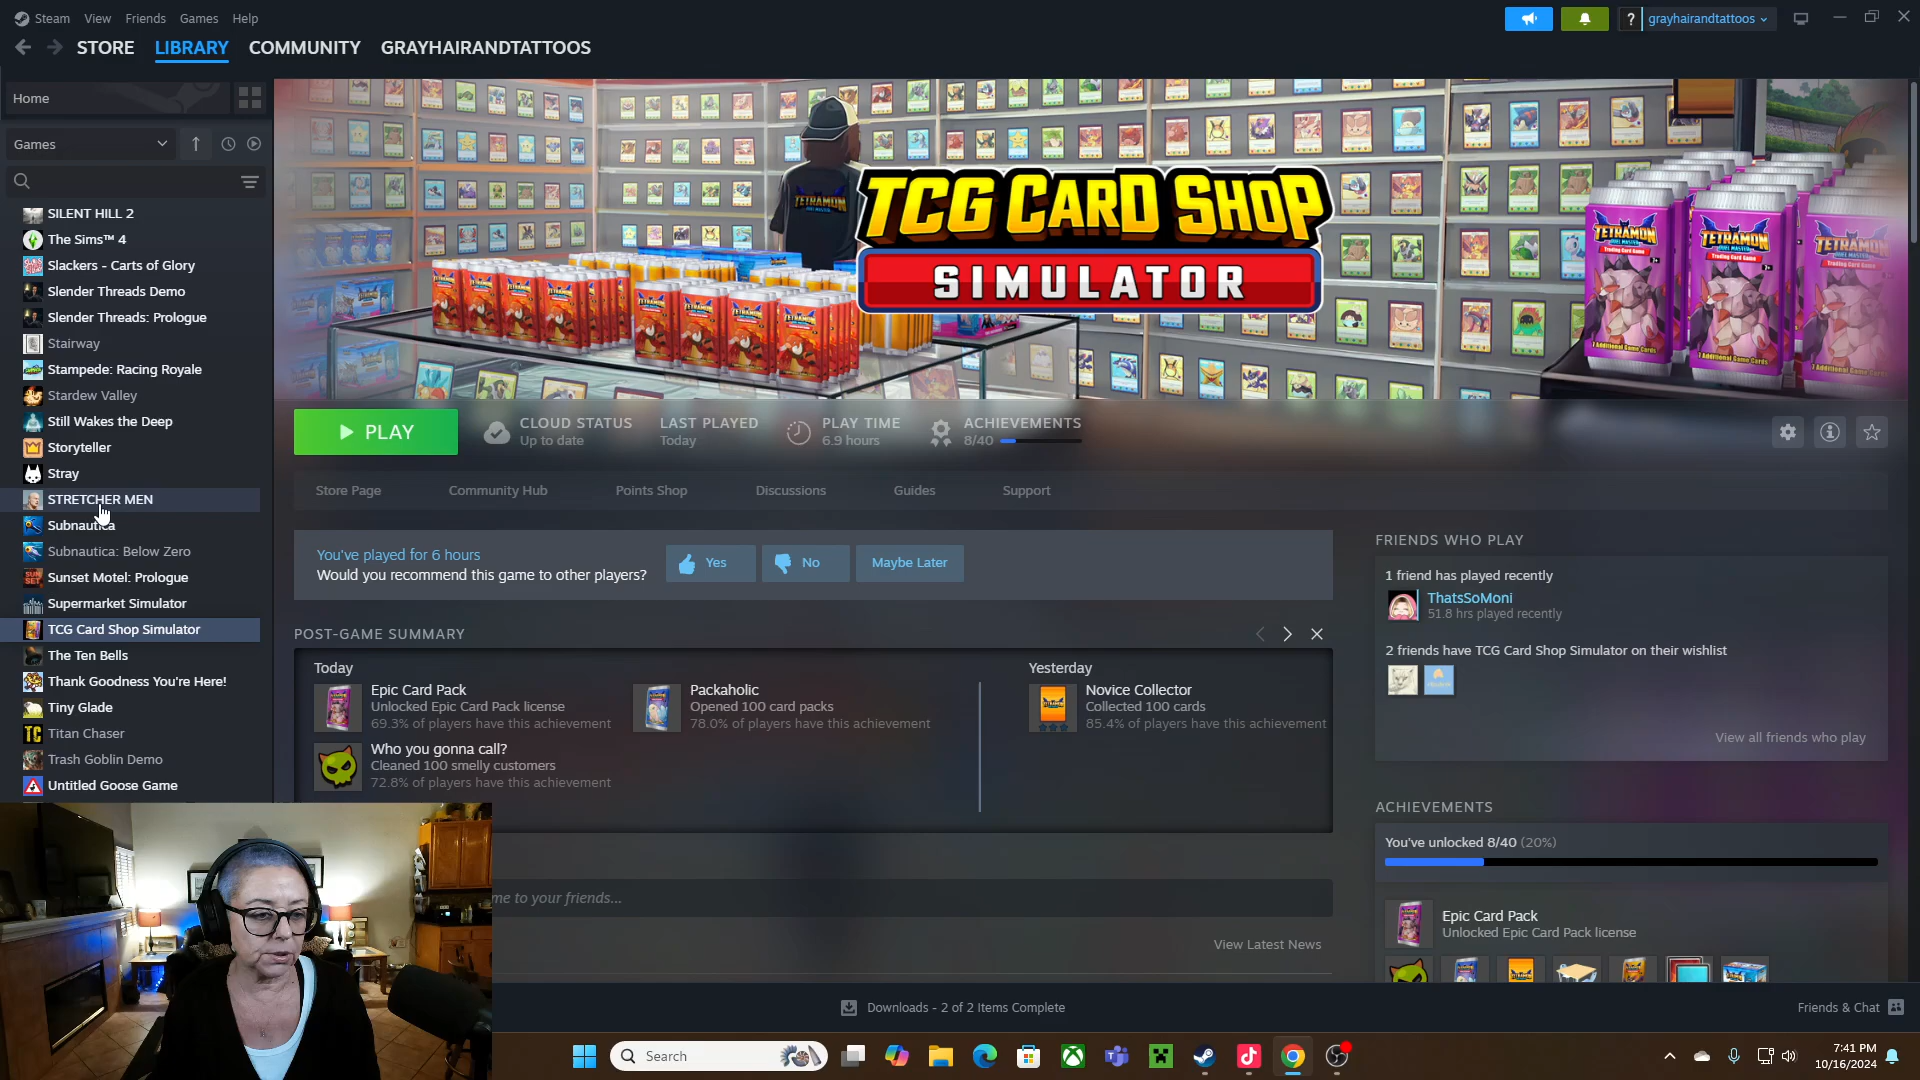 Steam View Friends Games Help
? grayhairandtattoos
STORE LIBRARY COMMUNITY GRAYHAIRANDTATTOOS
Home
Games
SILENT HILL 2
The Sims™ 4
Slackers - Carts of Glory
Slender Threads Demo
Slender Threads: Prologue
Stairway
Stampede: Racing Royale
Stardew Valley
Still Wakes the Deep
Storyteller
Stray
STRETCHER MEN
Subnautica
Subnautica: Below Zero
Sunset Motel: Prologue
Supermarket Simulator
TCG Card Shop Simulator
The Ten Bells
Thank Goodness You're Here!
Tiny Glade
Titan Chaser
Trash Goblin Demo
Untitled Goose Game
TCG CARD SHOP
SIMULATOR
TETRAMON
TETRAMON
TETRAMON
PLAY
CLOUD STATUS
Up to date
LAST PLAYED
Today
PLAY TIME
6.9 hours
ACHIEVEMENTS
8/40
Store Page Community Hub Points Shop Discussions Guides Support
You've played for 6 hours
Would you recommend this game to other players?
Yes No Maybe Later
POST-GAME SUMMARY
Today
Epic Card Pack
Unlocked Epic Card Pack license
69.3% of players have this achievement
Packaholic
Opened 100 card packs
78.0% of players have this achievement
Who you gonna call?
Cleaned 100 smelly customers
72.8% of players have this achievement
Yesterday
Novice Collector
Collected 100 cards
85.4% of players have this achievement
me to your friends...
View Latest News
FRIENDS WHO PLAY
1 friend has played recently
ThatsSoMoni
51.8 hrs played recently
2 friends have TCG Card Shop Simulator on their wishlist
View all friends who play
ACHIEVEMENTS
You've unlocked 8/40 (20%)
Epic Card Pack
Unlocked Epic Card Pack license
Downloads - 2 of 2 Items Complete
Friends & Chat
Search
7:41 PM
10/16/2024